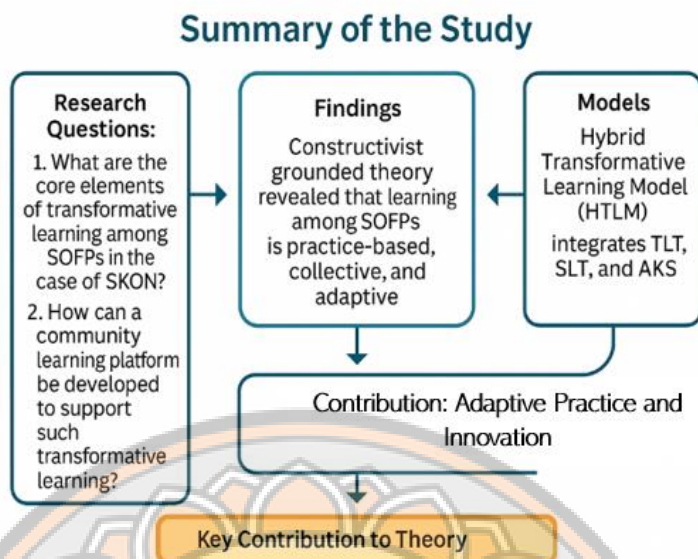 Summary of the Study
Research
Questions:
1. What are the
core elements
of transformative
learning among
SOFPs in the
case of SKON?
2. How can a
community
learning platform
be developed
to support
such
transformative
learning?
Findings
Constructivist
grounded theory
revealed that learning
among SOFPs
is practice-based,
collective, and
adaptive
Models
Hybrid
Transformative
Learning Model
(HTLM)
integrates TLT,
SLT, and AKS
Contribution: Adaptive Practice and
Innovation
Key Contribution to Theory